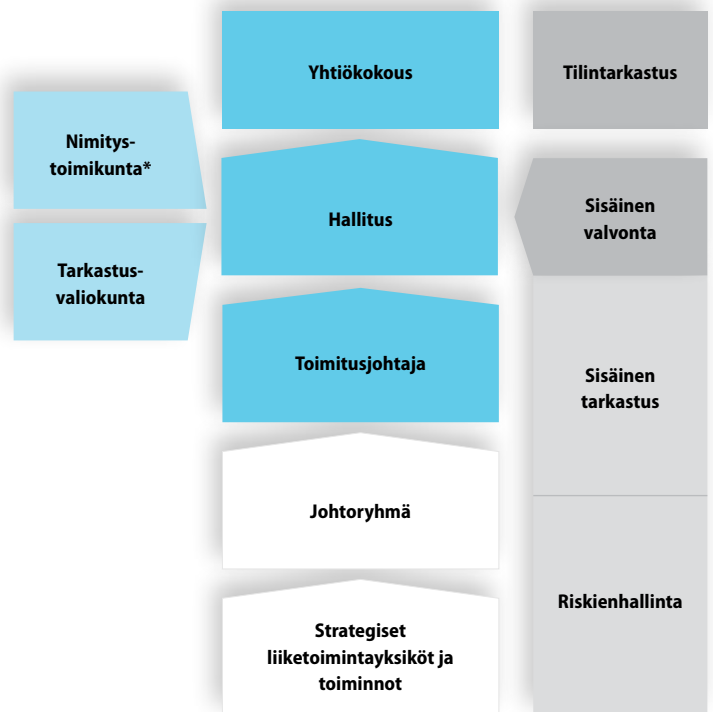 Yhtiökokous
Tilintarkastus
Nimitys-
toimikunta*
Hallitus
Sisäinen
valvonta
Tarkastus-
valiokunta
Toimitusjohtaja
Sisäinen
tarkastus
Johtoryhmä
Riskienhallinta
Strategiset
liiketoimintayksiköt ja
toiminnot